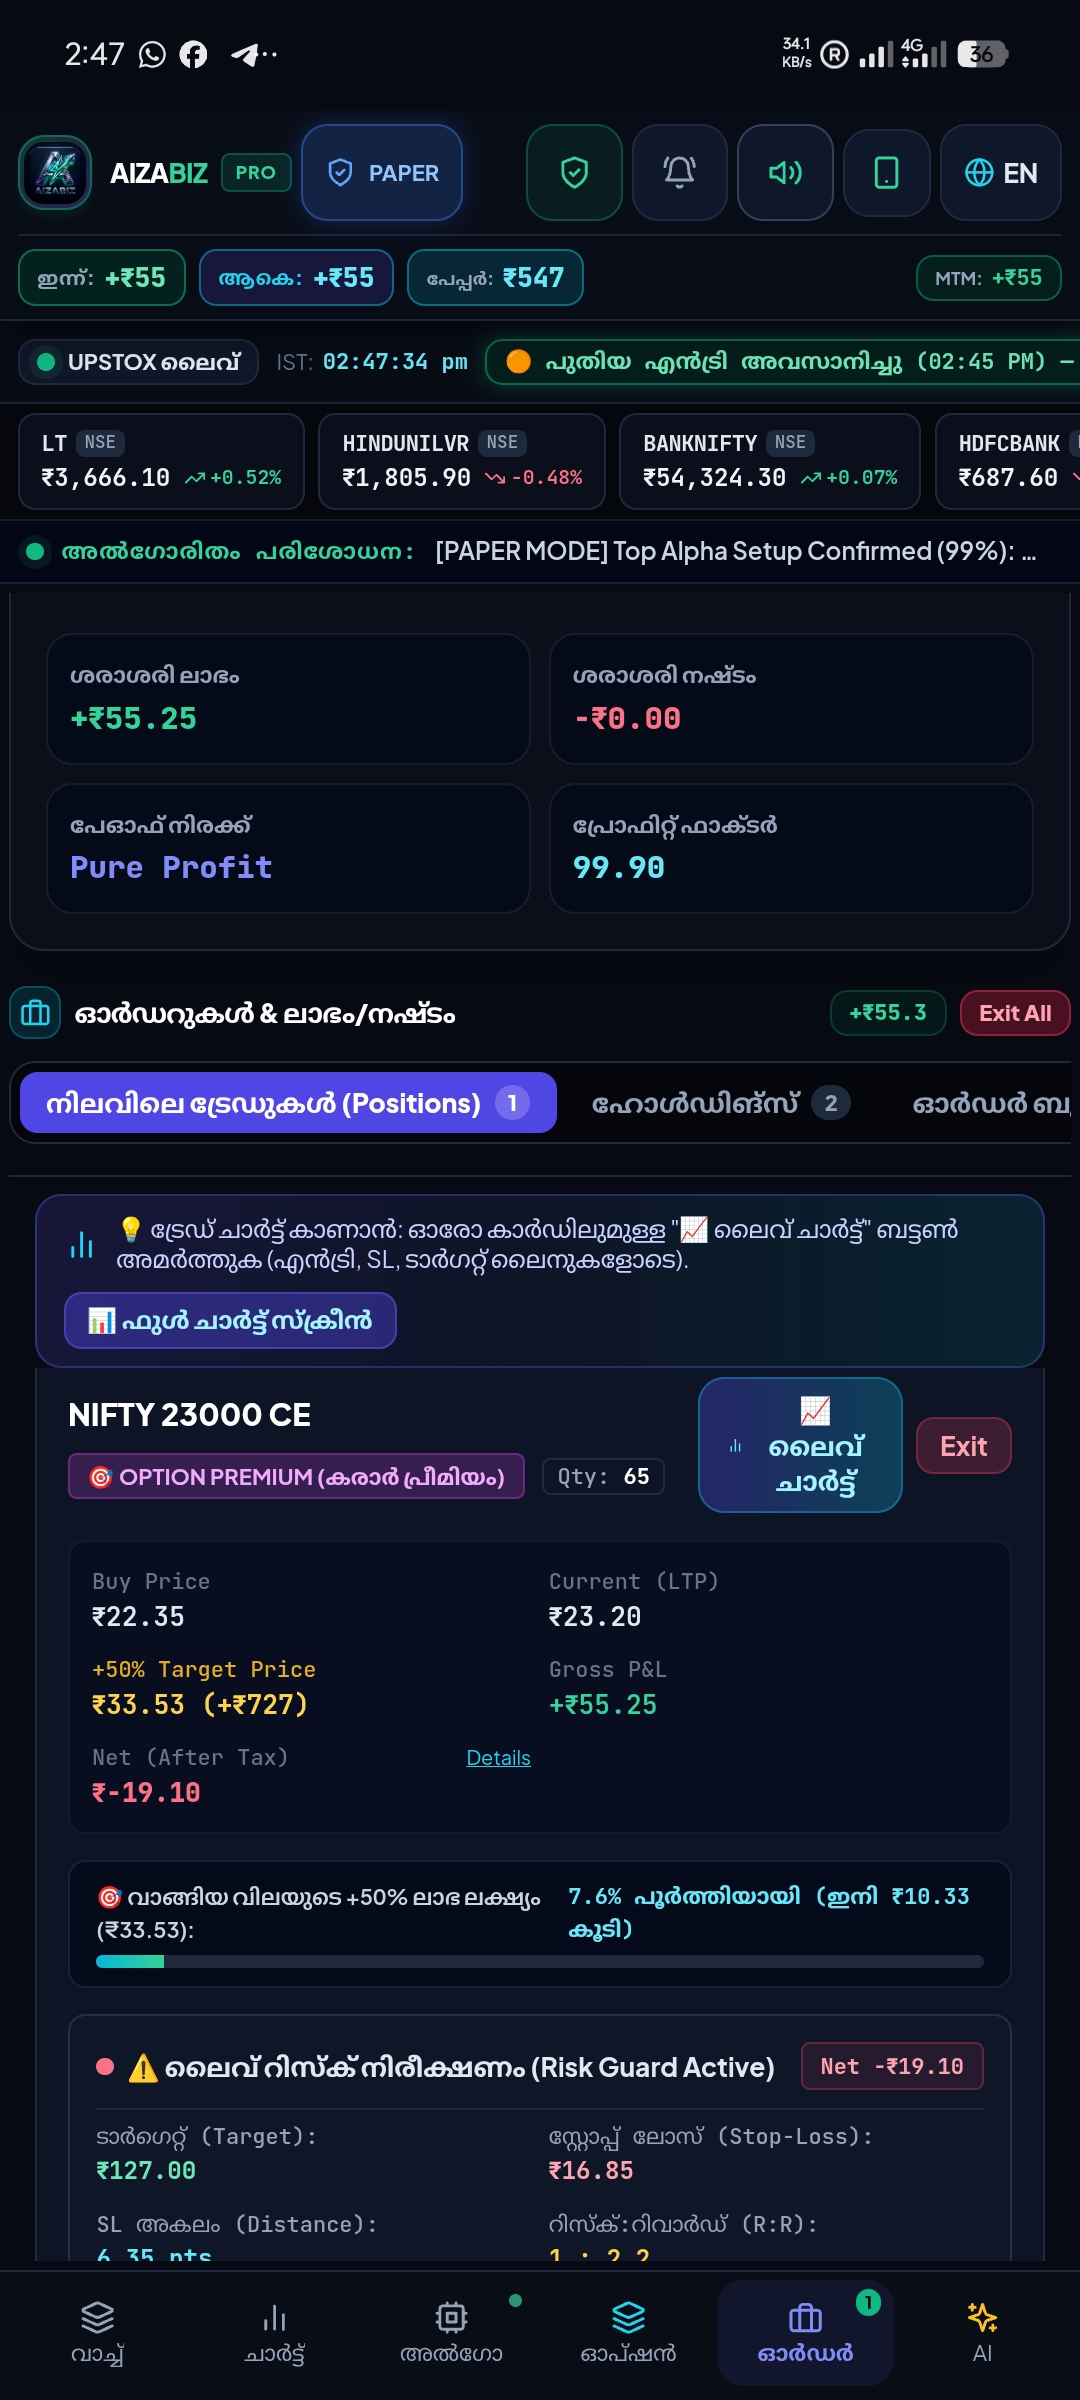 2:47
34.1 KB/s R 4G 36
AIZABIZ PRO PAPER EN
ഇന്ന്: +₹55 ആകെ: +₹55 പേപ്പർ: ₹547 MTM: +₹55
UPSTOX ലൈവ് IST: 02:47:34 pm 🟠 പുതിയ എൻട്രി അവസാനിച്ചു (02:45 PM) –
LT NSE HINDUNILVR NSE BANKNIFTY NSE HDFCBANK
₹3,666.10 +0.52% ₹1,805.90 -0.48% ₹54,324.30 +0.07% ₹687.60
അൽഗോരിതം പരിശോധന: [PAPER MODE] Top Alpha Setup Confirmed (99%): ...
ശരാശരി ലാഭം ശരാശരി നഷ്ടം
+₹55.25 -₹0.00
പേഓഫ് നിരക്ക് പ്രോഫിറ്റ് ഫാക്ടർ
Pure Profit 99.90
ഓർഡറുകൾ & ലാഭം/നഷ്ടം +₹55.3 Exit All
നിലവിലെ ട്രേഡുകൾ (Positions) 1 ഹോൾഡിങ്സ് 2 ഓർഡർ
💡 ട്രേഡ് ചാർട്ട് കാണാൻ: ഓരോ കാർഡിലുമുള്ള "📈 ലൈവ് ചാർട്ട്" ബട്ടൺ
അമർത്തുക (എൻട്രി, SL, ടാർഗറ്റ് ലൈനുകളോടെ).
📊 ഫുൾ ചാർട്ട് സ്ക്രീൻ
NIFTY 23000 CE
🎯 OPTION PREMIUM (കരാർ പ്രീമിയം) Qty: 65
📈
ലൈവ്
ചാർട്ട്
Exit
Buy Price Current (LTP)
₹22.35 ₹23.20
+50% Target Price Gross P&L
₹33.53 (+₹727) +₹55.25
Net (After Tax) Details
₹-19.10
🎯 വാങ്ങിയ വിലയുടെ +50% ലാഭ ലക്ഷ്യം
(₹33.53):
7.6% പൂർത്തിയായി (ഇനി ₹10.33
കൂടി)
⚠️ ലൈവ് റിസ്ക് നിരീക്ഷണം (Risk Guard Active) Net -₹19.10
ടാർഗെറ്റ് (Target): സ്റ്റോപ്പ് ലോസ് (Stop-Loss):
₹127.00 ₹16.85
SL അകലം (Distance): റിസ്ക്:റിവാർഡ് (R:R):
6.35 pts 1 : 2.2
1
വാച്ച് ചാർട്ട് അൽഗോ ഓപ്ഷൻ ഓർഡർ AI